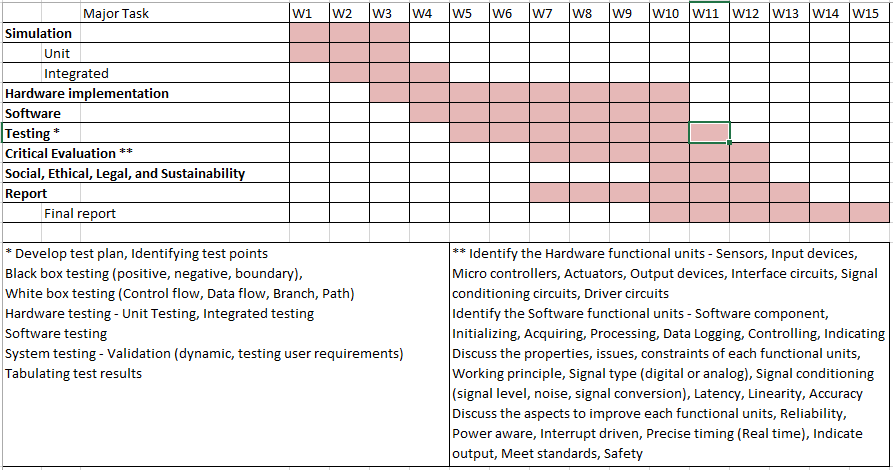 Major Task W1 W2 W3 W4 W5 W6 W7 W8 W9 W10 W11 W12 W13 W14 W15
Simulation
Unit
Integrated
Hardware implementation
Software
Testing *
Critical Evaluation **
Social, Ethical, Legal, and Sustainability
Report
Final report
* Develop test plan, Identifying test points
Black box testing (positive, negative, boundary),
White box testing (Control flow, Data flow, Branch, Path)
Hardware testing - Unit Testing, Integrated testing
Software testing
System testing - Validation (dynamic, testing user requirements)
Tabulating test results
** Identify the Hardware functional units - Sensors, Input devices,
Micro controllers, Actuators, Output devices, Interface circuits, Signal
conditioning circuits, Driver circuits
Identify the Software functional units - Software component,
Initializing, Acquiring, Processing, Data Logging, Controlling, Indicating
Discuss the properties, issues, constraints of each functional units,
Working principle, Signal type (digital or analog), Signal conditioning
(signal level, noise, signal conversion), Latency, Linearity, Accuracy
Discuss the aspects to improve each functional units, Reliability,
Power aware, Interrupt driven, Precise timing (Real time), Indicate
output, Meet standards, Safety